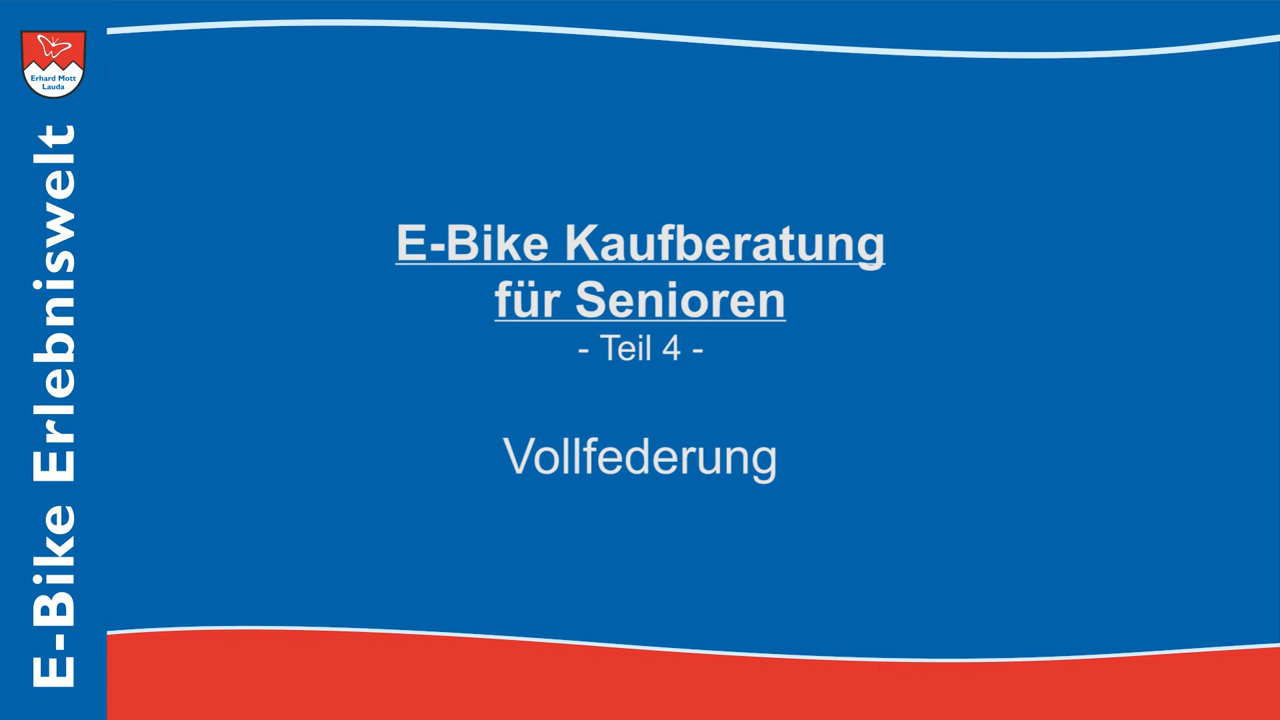 Erhard Mott
Lauda
E-Bike Erlebniswelt
E-Bike Kaufberatung
für Senioren
- Teil 4 -
Vollfederung